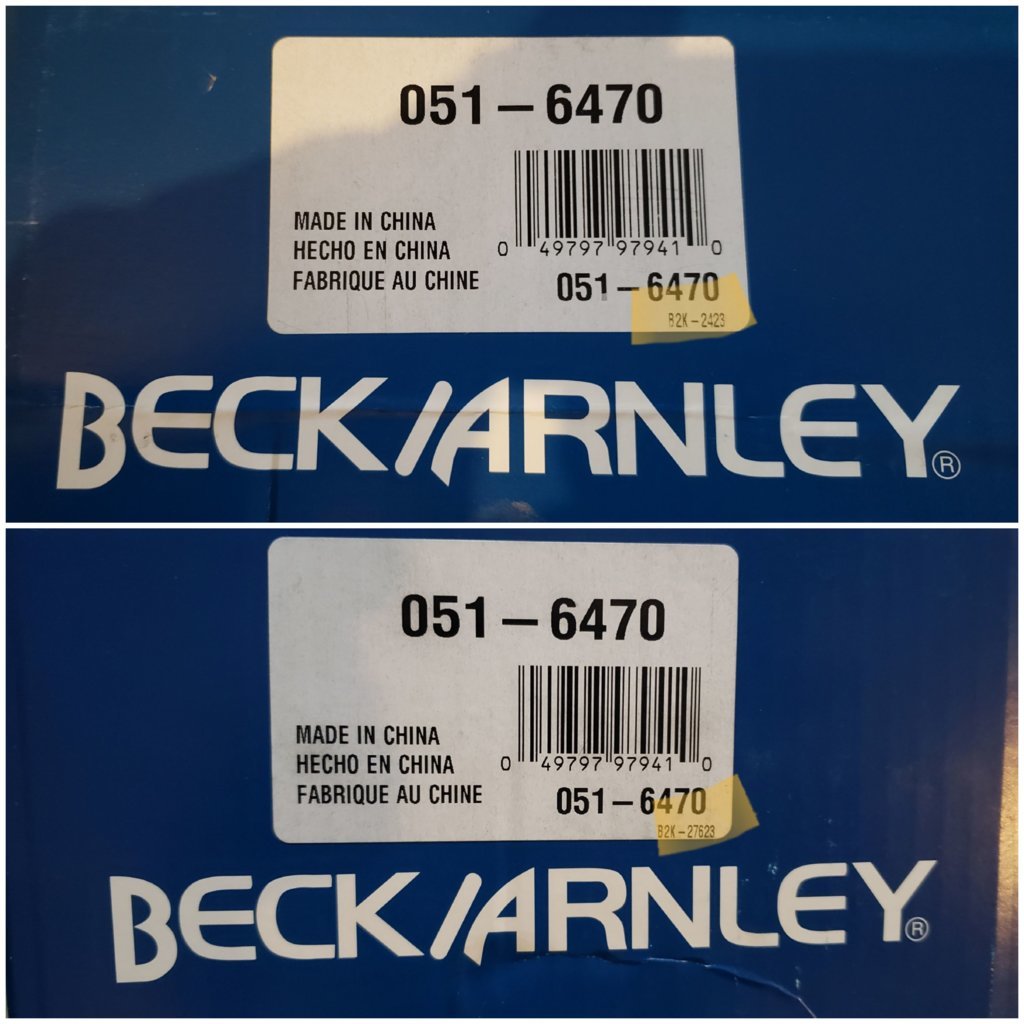 051-6470
MADE IN CHINA
HECHO EN CHINA
FABRIQUE AU CHINE
0 49797 97941 0
051-6470
B2K-2423
BECK/ARNLEY®
051-6470
MADE IN CHINA
HECHO EN CHINA
FABRIQUE AU CHINE
0 49797 97941 0
051-6470
B2K-27623
BECK/ARNLEY®